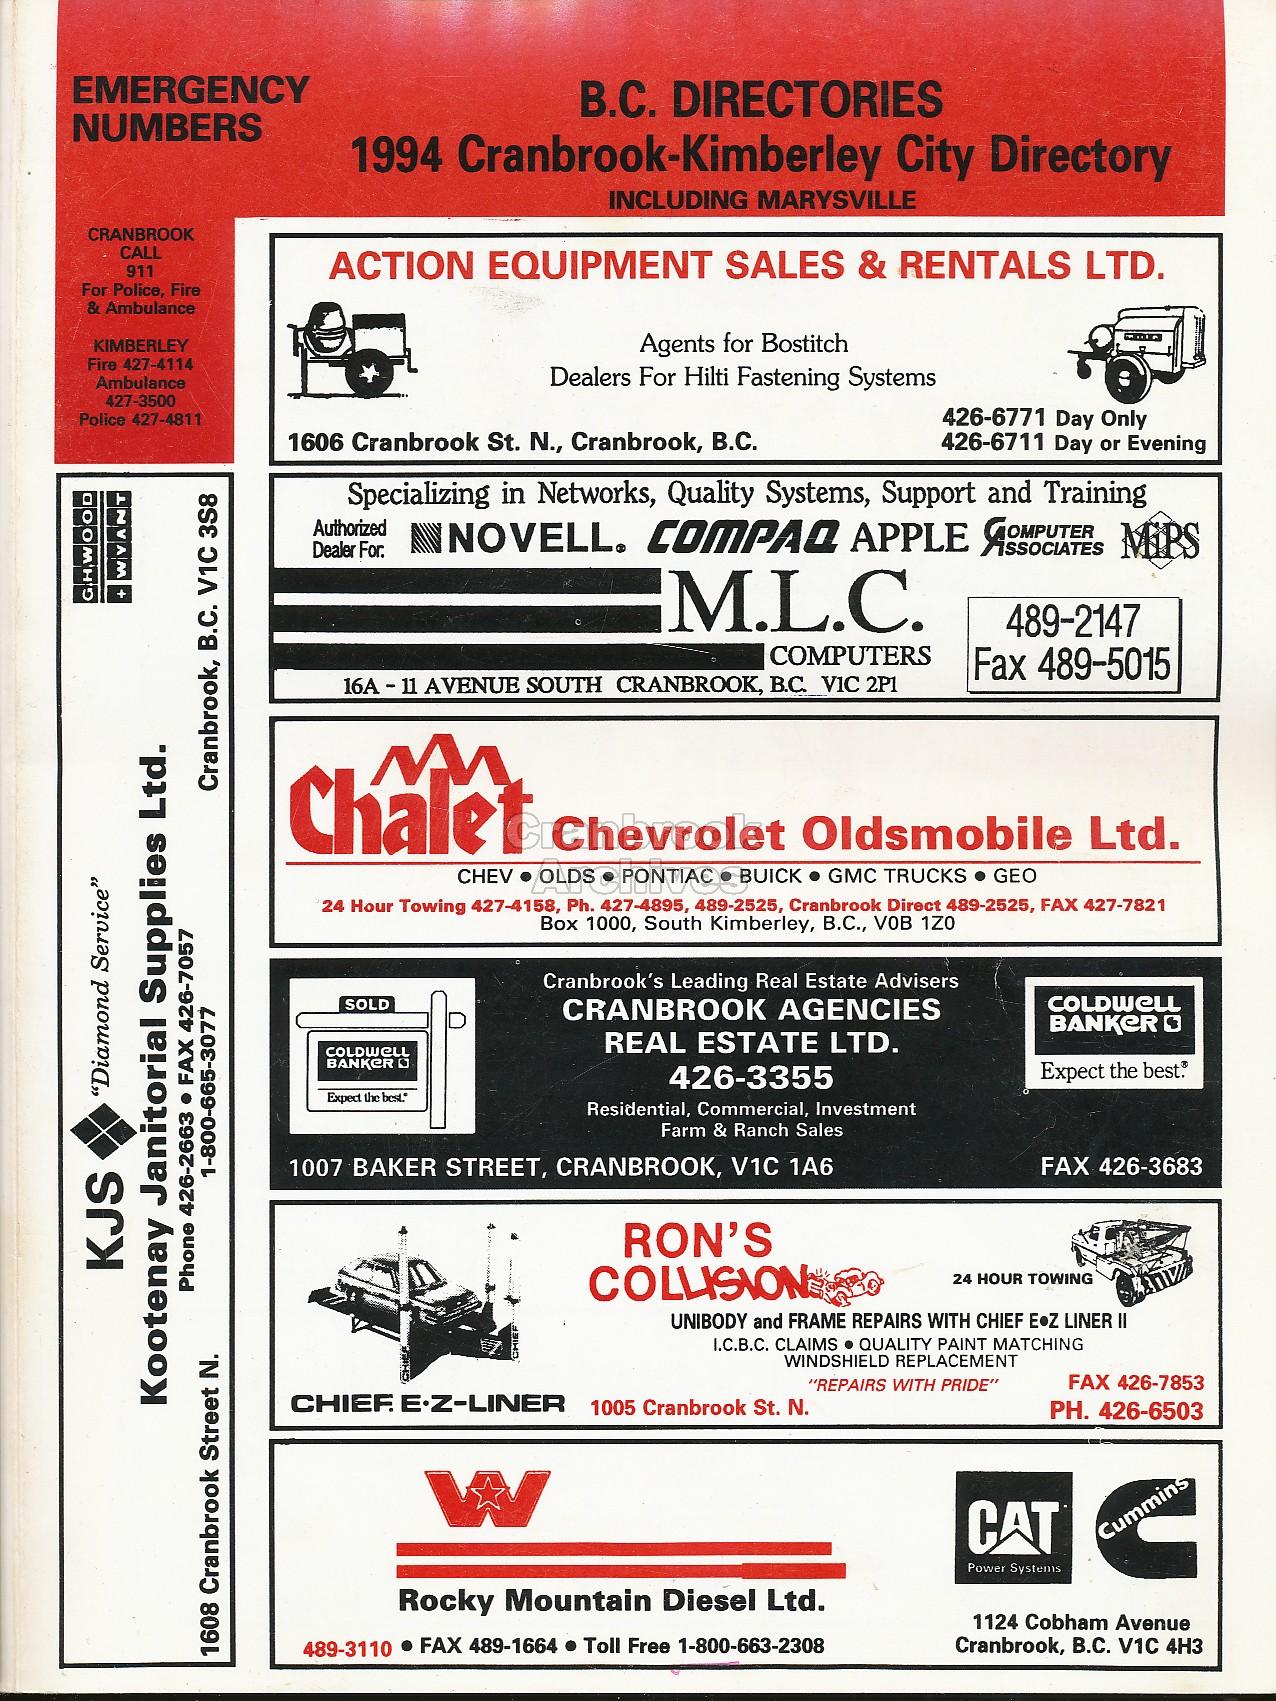 EMERGENCY
NUMBERS
B.C. DIRECTORIES
1994 Cranbrook-Kimberley City Directory
INCLUDING MARYSVILLE
CRANBROOK
CALL
911
For Police, Fire
& Ambulance
KIMBERLEY
Fire 427-4114
Ambulance
427-3500
Police 427-4811
ACTION EQUIPMENT SALES & RENTALS LTD.
Agents for Bostitch
Dealers For Hilti Fastening Systems
426-6771 Day Only
1606 Cranbrook St. N., Cranbrook, B.C.
426-6711 Day or Evening
G.H.WOOD
+ WYANT
KJS "Diamond Service"
Kootenay Janitorial Supplies Ltd.
Phone 426-2663 • FAX 426-7057
1-800-665-3077
1608 Cranbrook Street N. Cranbrook, B.C. V1C 3S8
Specializing in Networks, Quality Systems, Support and Training
Authorized
Dealer For:
NOVELL. COMPAQ APPLE
COMPUTER
ASSOCIATES
MIPS
M.L.C.
COMPUTERS
489-2147
Fax 489-5015
16A - 11 AVENUE SOUTH CRANBROOK, B.C. V1C 2P1
Chalet Chevrolet Oldsmobile Ltd.
CHEV • OLDS • PONTIAC • BUICK • GMC TRUCKS • GEO
24 Hour Towing 427-4158, Ph. 427-4895, 489-2525, Cranbrook Direct 489-2525, FAX 427-7821
Box 1000, South Kimberley, B.C., V0B 1Z0
Cranbrook
Archives
SOLD
COLDWELL
BANKER
Expect the best.®
Cranbrook's Leading Real Estate Advisers
CRANBROOK AGENCIES
REAL ESTATE LTD.
426-3355
Residential, Commercial, Investment
Farm & Ranch Sales
COLDWELL
BANKER
Expect the best.®
1007 BAKER STREET, CRANBROOK, V1C 1A6
FAX 426-3683
RON'S
COLLISION
24 HOUR TOWING
UNIBODY and FRAME REPAIRS WITH CHIEF E•Z LINER II
I.C.B.C. CLAIMS • QUALITY PAINT MATCHING
WINDSHIELD REPLACEMENT
"REPAIRS WITH PRIDE"
FAX 426-7853
CHIEF
CHIEF
CHIEF E•Z-LINER
1005 Cranbrook St. N.
PH. 426-6503
W
Rocky Mountain Diesel Ltd.
489-3110 • FAX 489-1664 • Toll Free 1-800-663-2308
CAT
Power Systems
Cummins
1124 Cobham Avenue
Cranbrook, B.C. V1C 4H3